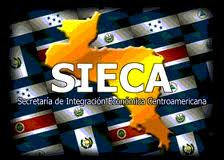 SIECA
Secretaría de Integración Económica Centroamericana